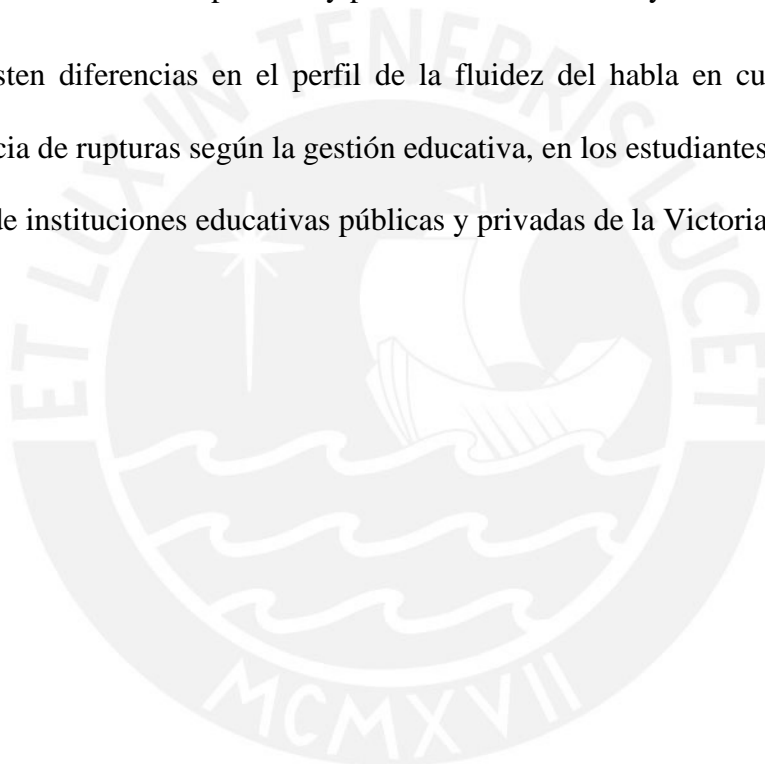 sten diferencias en el perfil de la fluidez del habla en cu
cia de rupturas según la gestión educativa, en los estudiantes
de instituciones educativas públicas y privadas de la Victoria
ET LUX IN TENEBRIS LUCET
MCMXVII